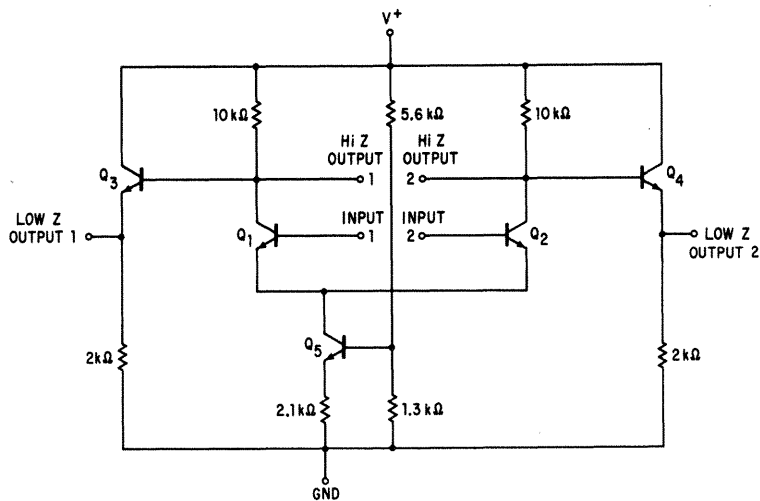 V+
10kΩ
5.6kΩ
10kΩ
Hi Z
OUTPUT
1
Hi Z
OUTPUT
2
Q3
Q4
LOW Z
OUTPUT 1
INPUT
1
INPUT
2
Q1
Q2
LOW Z
OUTPUT 2
Q5
2kΩ
2kΩ
2.1kΩ
1.3kΩ
GND